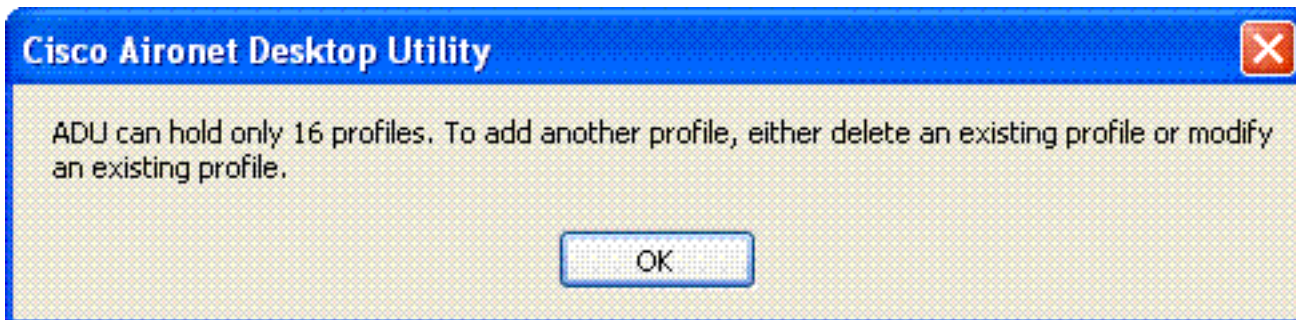 Cisco Aironet Desktop Utility
ADU can hold only 16 profiles. To add another profile, either delete an existing profile or modify
an existing profile.
OK